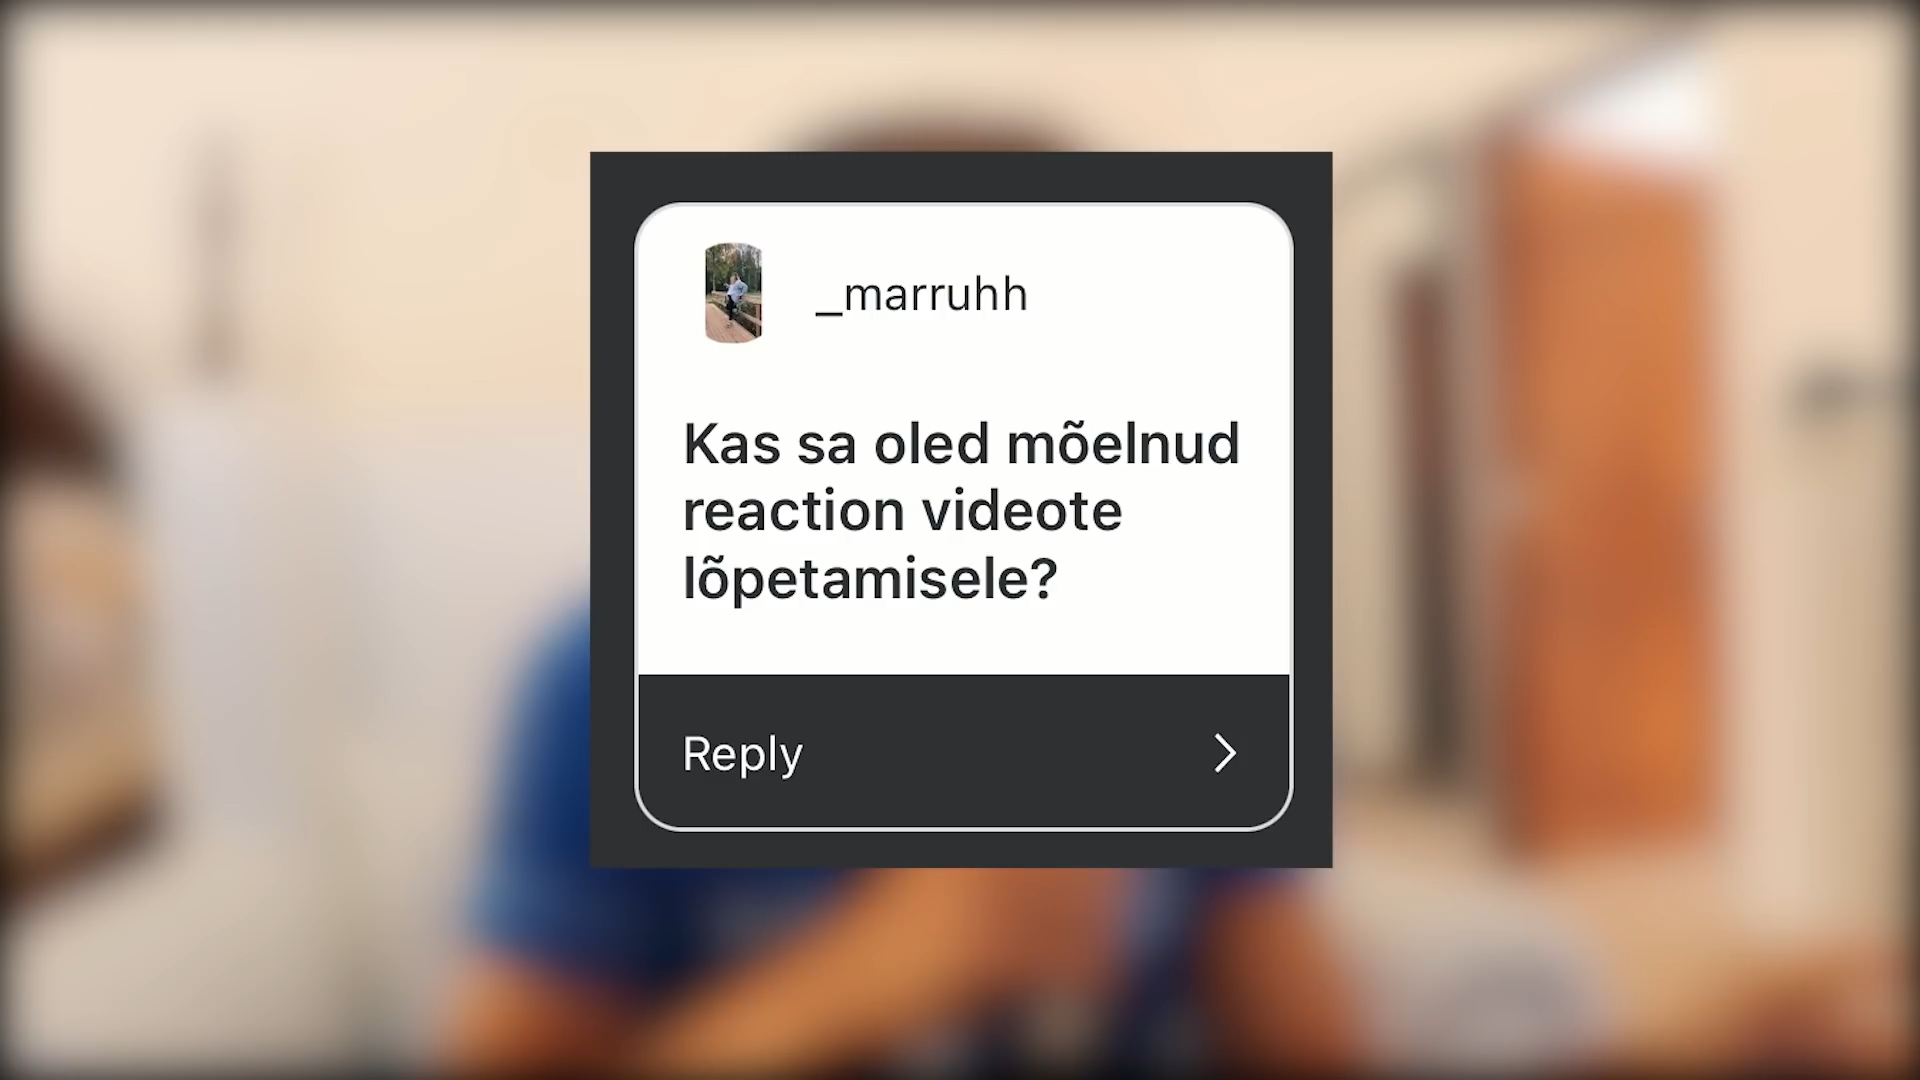 _marruhh
Kas sa oled mõelnud
reaction videote
lõpetamisele?
Reply